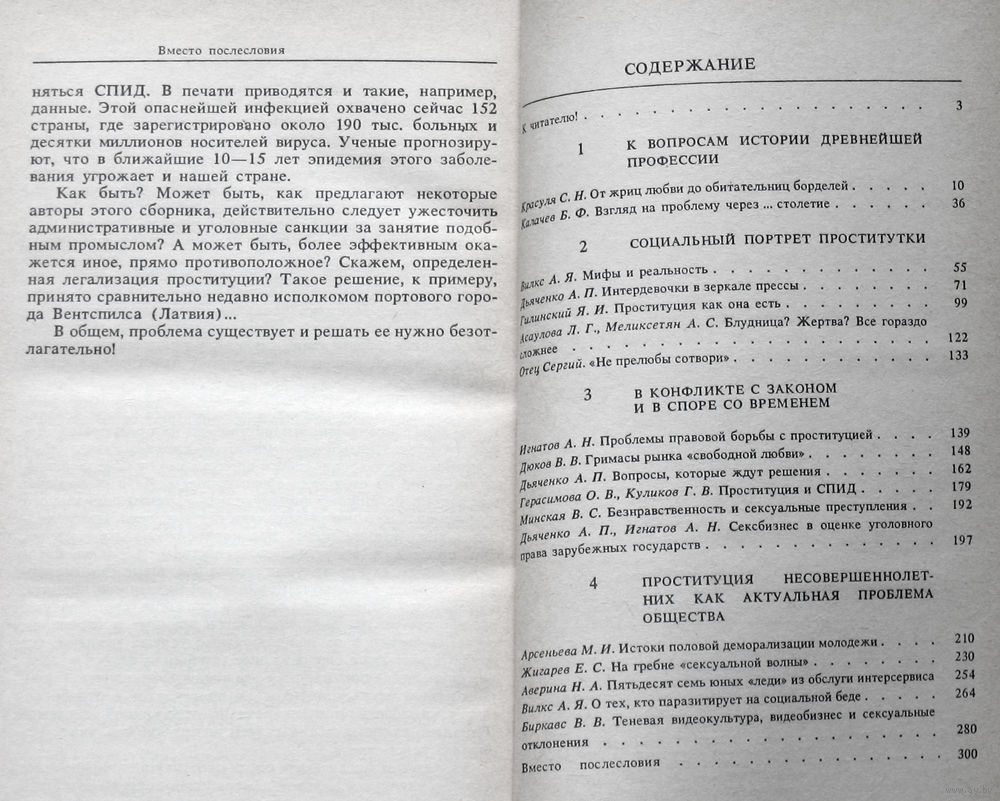 Вместо послесловия
няться СПИД. В печати приводятся и такие, например,
данные. Этой опаснейшей инфекцией охвачено сейчас 152
страны, где зарегистрировано около 190 тыс. больных и
десятки миллионов носителей вируса. Ученые прогнозиру-
ют, что в ближайшие 10—15 лет эпидемия этого заболе-
вания угрожает и нашей стране.
Как быть? Может быть, как предлагают некоторые
авторы этого сборника, действительно следует ужесточить
административные и уголовные санкции за занятие подоб-
ным промыслом? А может быть, более эффективным ока-
жется иное, прямо противоположное? Скажем, определен-
ная легализация проституции? Такое решение, к примеру,
принято сравнительно недавно исполкомом портового горо-
да Вентспилса (Латвия)...
В общем, проблема существует и решать ее нужно безот-
лагательно!
СОДЕРЖАНИЕ
К читателю! . . . . . . . . . . . . . . . . 3
1 К ВОПРОСАМ ИСТОРИИ ДРЕВНЕЙШЕЙ
ПРОФЕССИИ
Красуля С. Н. От жриц любви до обитательниц борделей . . . . . 10
Калачев Б. Ф. Взгляд на проблему через ... столетие . . . . . . 36
2 СОЦИАЛЬНЫЙ ПОРТРЕТ ПРОСТИТУТКИ
Вилкс А. Я. Мифы и реальность . . . . . . . . . . . . 55
Дьяченко А. П. Интердевочки в зеркале прессы . . . . . . . 71
Гилинский Я. И. Проституция как она есть . . . . . . . . 99
Асаулова Л. Г., Меликсетян А. С. Блудница? Жертва? Все гораздо
сложнее . . . . . . . . . . . . . . . . . 122
Отец Сергий. «Не прелюбы сотвори» . . . . . . . . . . 133
3 В КОНФЛИКТЕ С ЗАКОНОМ
И В СПОРЕ СО ВРЕМЕНЕМ
Игнатов А. Н. Проблемы правовой борьбы с проституцией . . . . 139
Дюков В. В. Гримасы рынка «свободной любви» . . . . . . . 148
Дьяченко А. П. Вопросы, которые ждут решения . . . . . . 162
Герасимова О. В., Куликов Г. В. Проституция и СПИД . . . . . 179
Минская В. С. Безнравственность и сексуальные преступления . . 192
Дьяченко А. П., Игнатов А. Н. Сексбизнес в оценке уголовного
права зарубежных государств . . . . . . . . . . . . 197
4 ПРОСТИТУЦИЯ НЕСОВЕРШЕННОЛЕТ-
НИХ КАК АКТУАЛЬНАЯ ПРОБЛЕМА
ОБЩЕСТВА
Арсеньева М. И. Истоки половой деморализации молодежи . . . . 210
Жигарев Е. С. На гребне «сексуальной волны» . . . . . . . 230
Аверина Н. А. Пятьдесят семь юных «леди» из обслуги интерсервиса 254
Вилкс А. Я. О тех, кто паразитирует на социальной беде . . . . . 264
Биркавс В. В. Теневая видеокультура, видеобизнес и сексуальные
отклонения . . . . . . . . . . . . . . . . 280
Вместо послесловия . . . . . . . . . . . . . 300